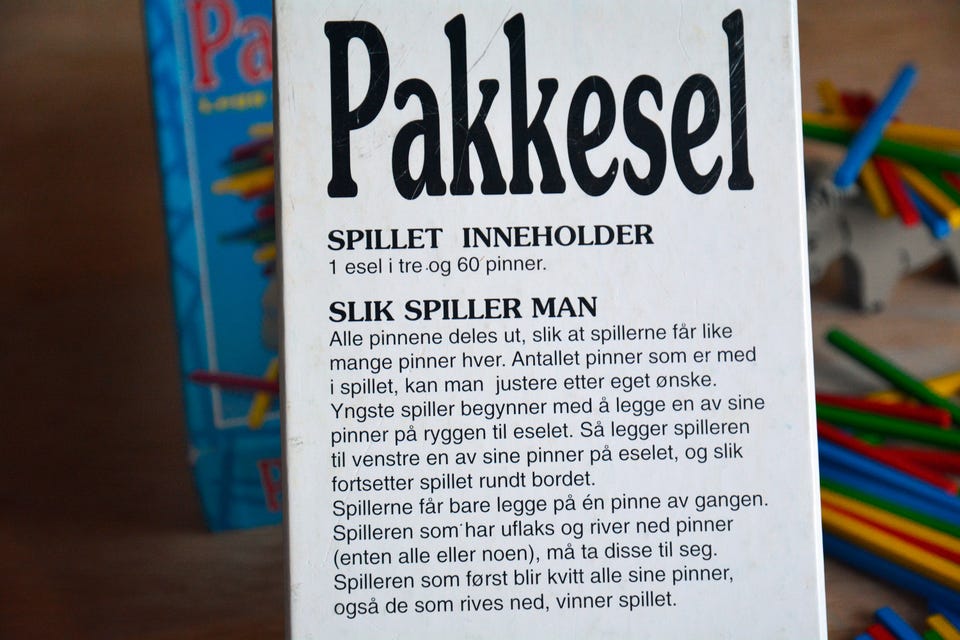 Pakkesel
SPILLET INNEHOLDER
1 esel i tre og 60 pinner.
SLIK SPILLER MAN
Alle pinnene deles ut, slik at spillerne får like
mange pinner hver. Antallet pinner som er med
i spillet, kan man justere etter eget ønske.
Yngste spiller begynner med å legge en av sine
pinner på ryggen til eselet. Så legger spilleren
til venstre en av sine pinner på eselet, og slik
fortsetter spillet rundt bordet.
Spillerne får bare legge på én pinne av gangen.
Spilleren som har uflaks og river ned pinner
(enten alle eller noen), må ta disse til seg.
Spilleren som først blir kvitt alle sine pinner,
også de som rives ned, vinner spillet.